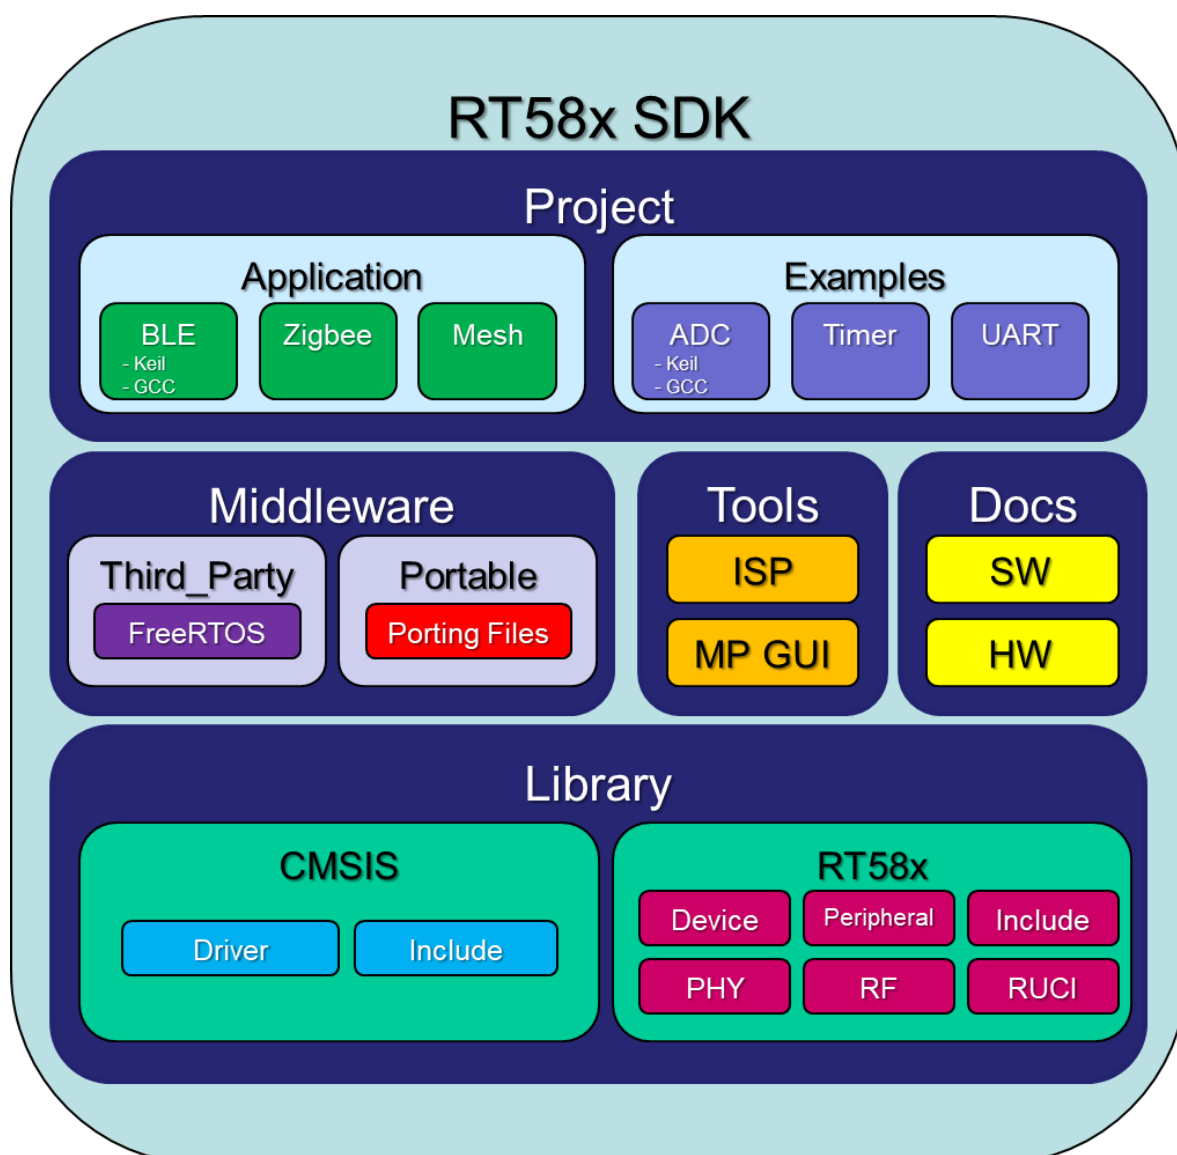 RT58x SDK
Project
Application
BLE
- Keil
- GCC
Zigbee
Mesh
Examples
ADC
- Keil
- GCC
Timer
UART
Middleware
Third_Party
FreeRTOS
Portable
Porting Files
Tools
ISP
MP GUI
Docs
SW
HW
Library
CMSIS
Driver
Include
RT58x
Device
Peripheral
Include
PHY
RF
RUCI